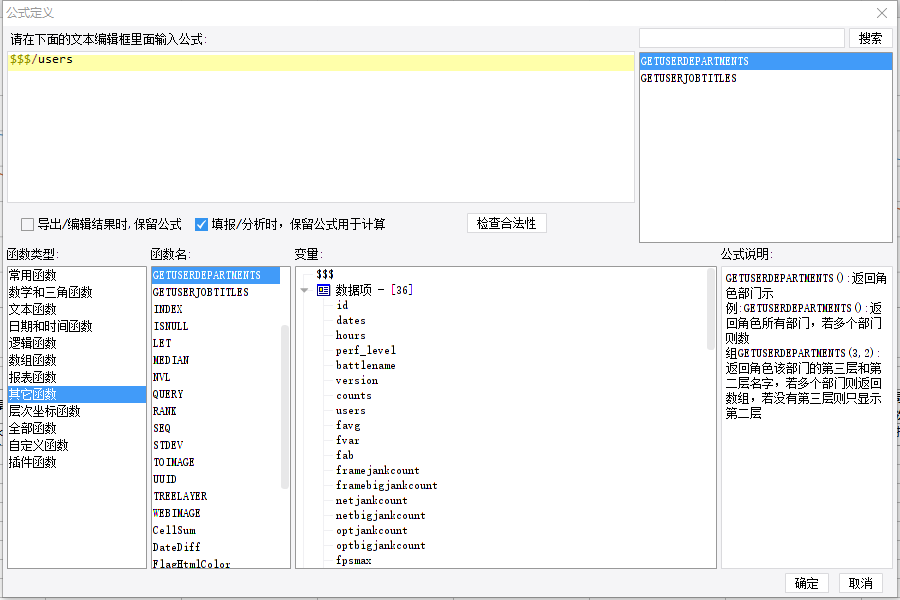 公式定义
请在下面的文本编辑框里面输入公式:
搜索
$$$/users
GETUSERDEPARTMENTS
GETUSERJOBTITLES
导出/编辑结果时,保留公式
填报/分析时，保留公式用于计算
检查合法性
函数类型:
函数名:
变量:
公式说明:
常用函数
数学和三角函数
文本函数
日期和时间函数
逻辑函数
数组函数
报表函数
其它函数
层次坐标函数
全部函数
自定义函数
插件函数
GETUSERDEPARTMENTS
GETUSERJOBTITLES
INDEX
ISNULL
LET
MEDIAN
NVL
QUERY
RANK
SEQ
STDEV
TOIMAGE
UUID
TREELAYER
WEBIMAGE
CellSum
DateDiff
FlagHtmlColor
$$$
数据项 - [36]
id
dates
hours
perf_level
battlename
version
counts
users
favg
fvar
fab
framejankcount
framebigjankcount
netjankcount
netbigjankcount
optjankcount
optbigjankcount
fpsmax
GETUSERDEPARTMENTS():返回角
色部门示
例:GETUSERDEPARTMENTS():返
回角色所有部门，若多个部门
则数
组GETUSERDEPARTMENTS(3,2):
返回角色该部门的第三层和第
二层名字，若多个部门则返回
数组，若没有第三层则只显示
第二层
确定
取消